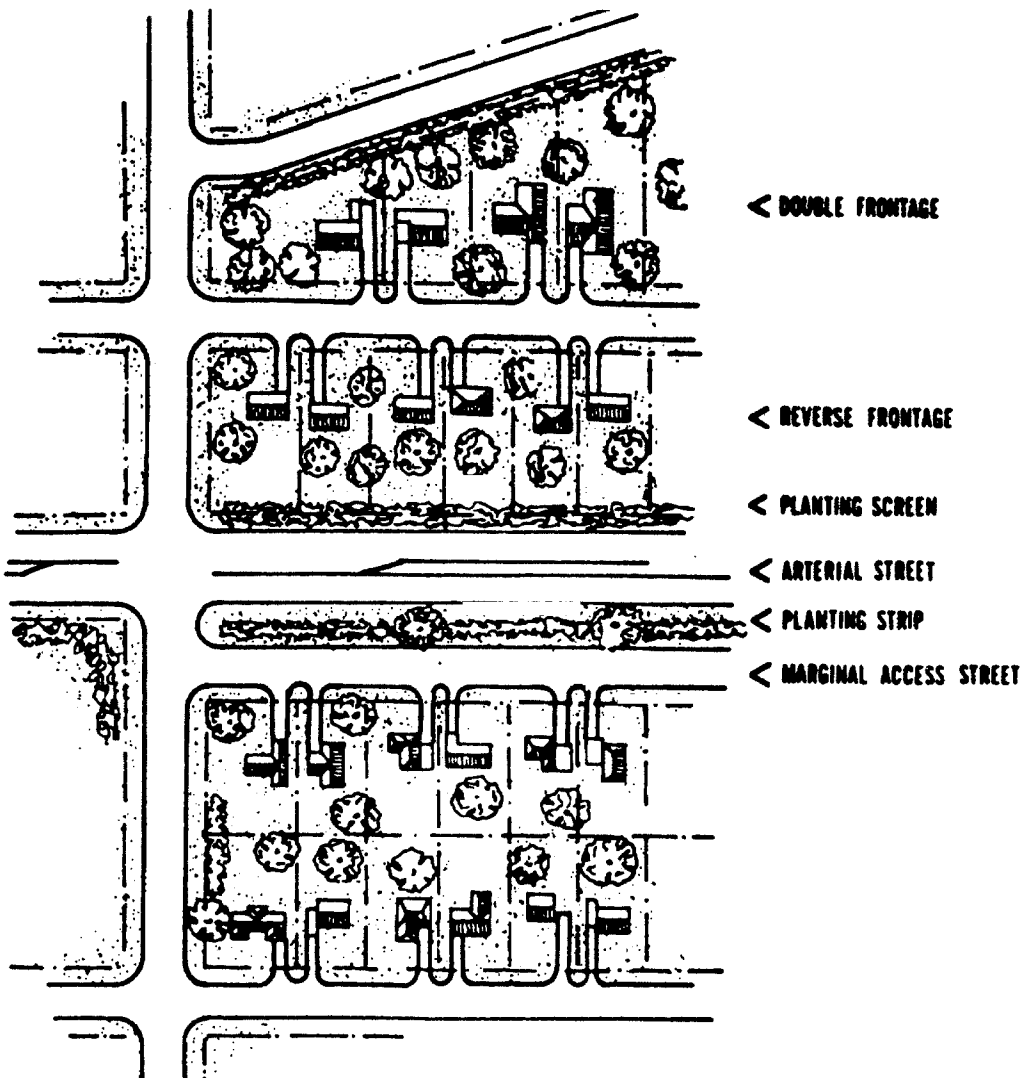 < DOUBLE FRONTAGE
< REVERSE FRONTAGE
< PLANTING SCREEN
< ARTERIAL STREET
< PLANTING STRIP
< MARGINAL ACCESS STREET